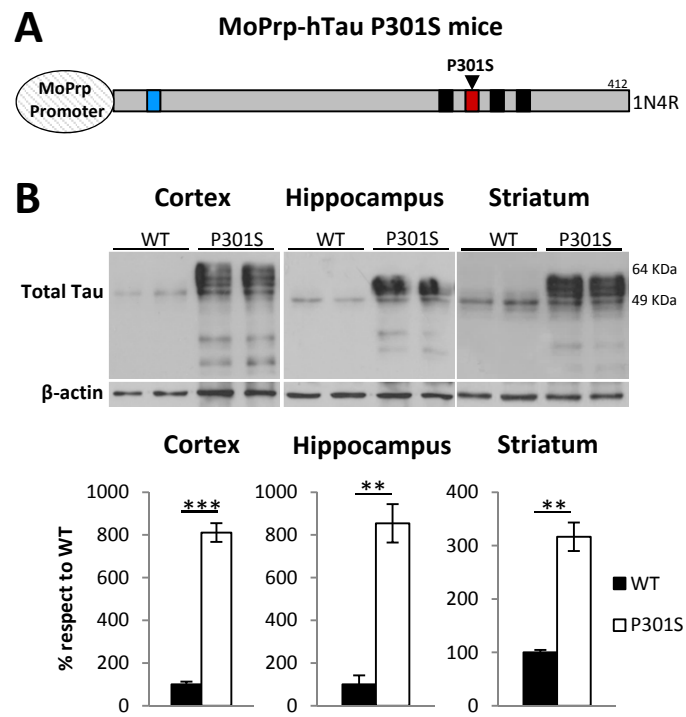 A
MoPrp-hTau P301S mice
P301S
MoPrp
Promoter
412
1N4R
B
Cortex Hippocampus Striatum
WT P301S WT P301S WT P301S
64 KDa
Total Tau
49 KDa
β-actin
Cortex Hippocampus Striatum
% respect to WT
1000
800
600
400
200
0
***
1000
800
600
400
200
0
**
400
300
200
100
0
**
WT
P301S